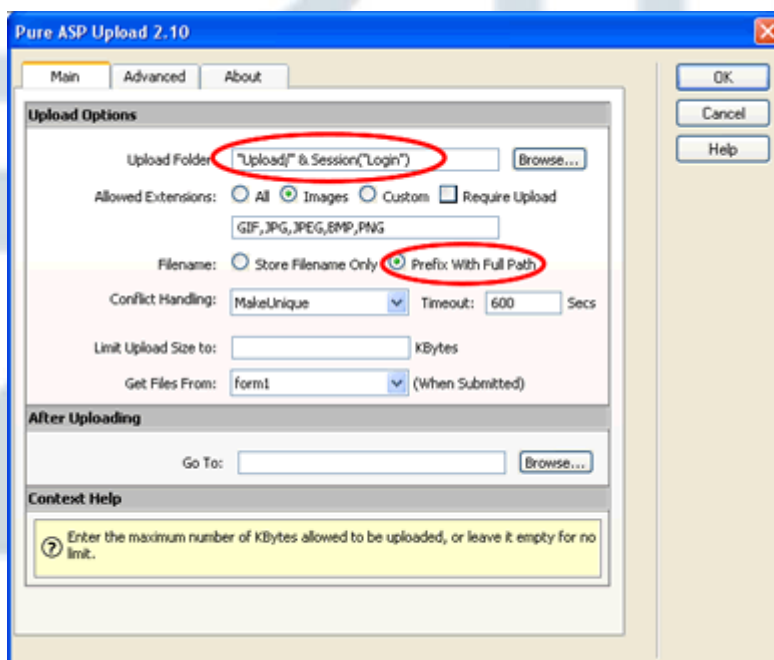 Pure ASP Upload 2.10
Main Advanced About
OK
Cancel
Help
Upload Options
Upload Folder: "Upload/" & Session("Login") Browse...
Allowed Extensions: All Images Custom Require Upload
GIF,JPG,JPEG,BMP,PNG
Filename: Store Filename Only Prefix With Full Path
Conflict Handling: MakeUnique Timeout: 600 Secs
Limit Upload Size to: KBytes
Get Files From: form1 (When Submitted)
After Uploading
Go To: Browse...
Context Help
Enter the maximum number of KBytes allowed to be uploaded, or leave it empty for no
limit.